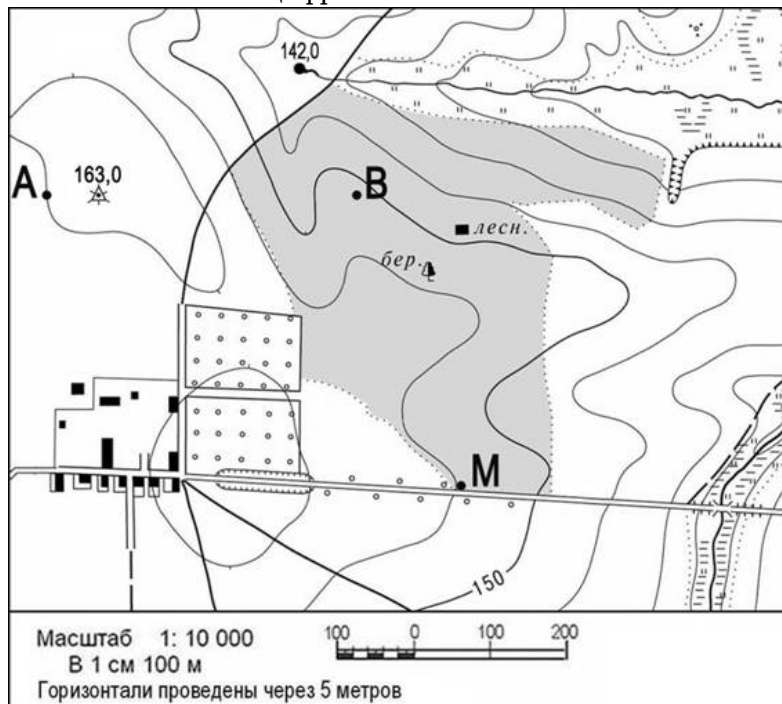 142,0
А
163,0
В
лесн.
бер.
М
150
Масштаб 1: 10 000
В 1 см 100 м
100 0 100 200
Горизонтали проведены через 5 метров